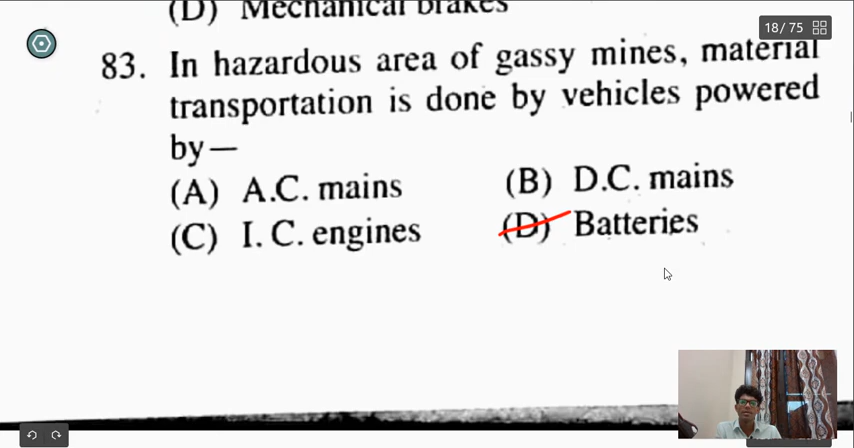 (D) Mechanical brakes
18 / 75
83. In hazardous area of gassy mines, material
transportation is done by vehicles powered
by—
(A) A.C. mains (B) D.C. mains
(C) I. C. engines (D) Batteries